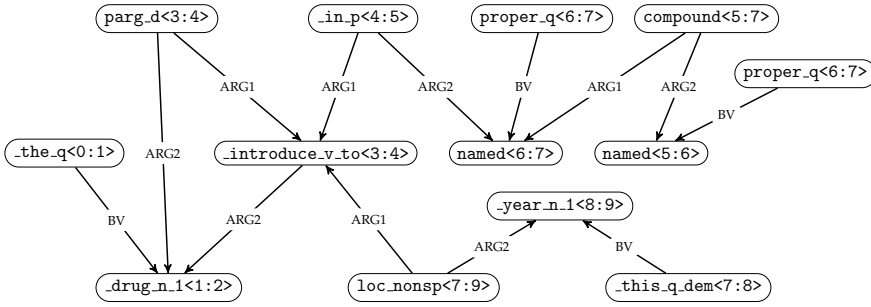 parg_d<3:4> _in_p<4:5> proper_q<6:7> compound<5:7>
proper_q<6:7>
ARG1 ARG1 ARG2 BV ARG1 ARG2
BV
_the_q<0:1> ARG2 _introduce_v_to<3:4> named<6:7> named<5:6>
_year_n_1<8:9>
BV ARG2 ARG1 ARG2 BV
_drug_n_1<1:2> loc_nonsp<7:9> _this_q_dem<7:8>